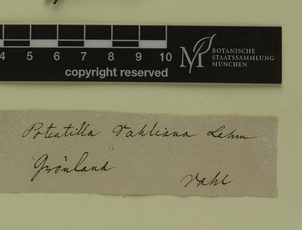 4 5 6 7 8 9 10
copyright reserved
BOTANISCHE
STAATSSAMMLUNG
MÜNCHEN
Potentilla Vahliana Lehm
Grönland.
Vahl